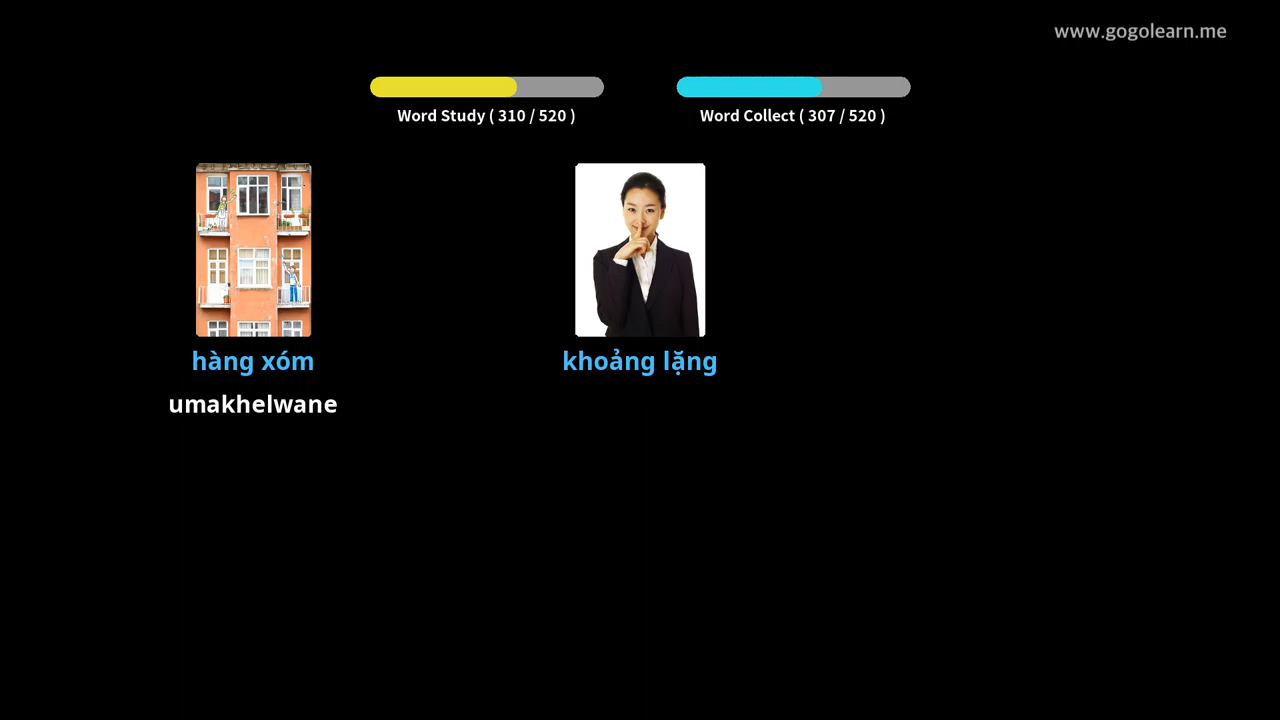 www.gogolearn.me
Word Study ( 310 / 520 )
Word Collect ( 307 / 520 )
hàng xóm
khoảng lặng
umakhelwane